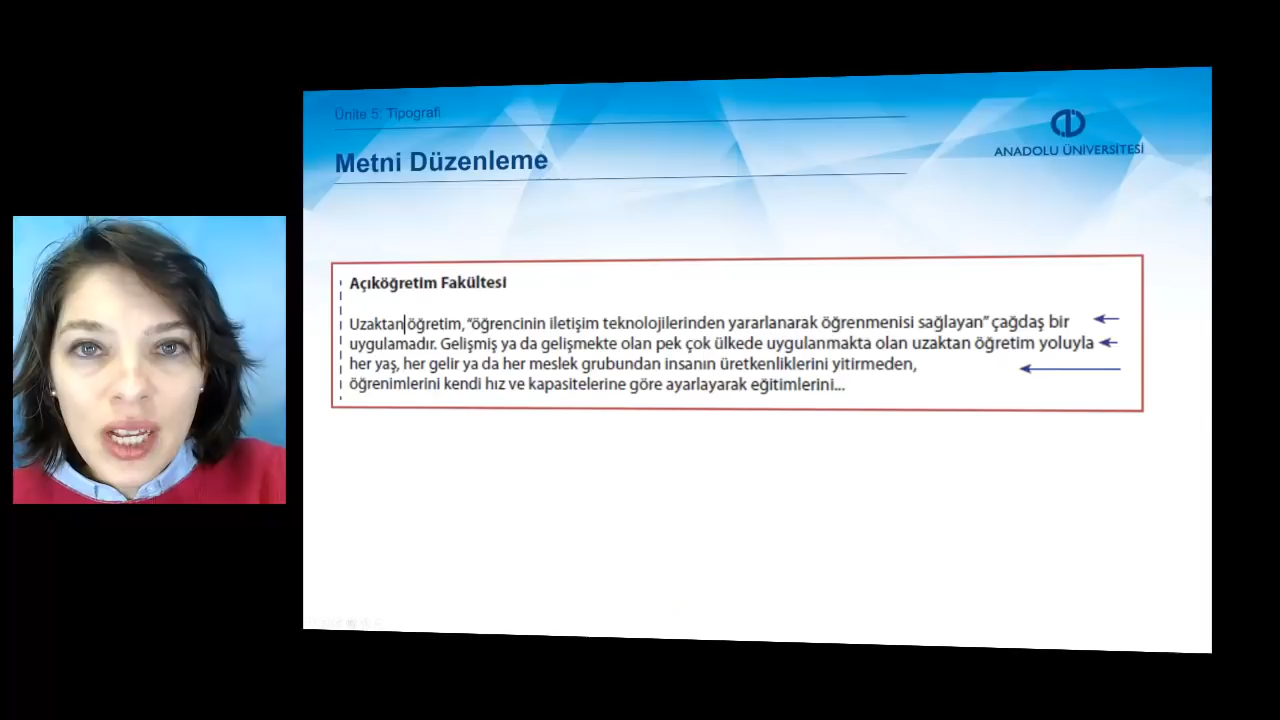 Ünite 5: Tipografi
ANADOLU ÜNİVERSİTESİ
Metni Düzenleme
Açıköğretim Fakültesi
Uzaktan öğretim, “öğrencinin iletişim teknolojilerinden yararlanarak öğrenmenisi sağlayan” çağdaş bir
uygulamadır. Gelişmiş ya da gelişmekte olan pek çok ülkede uygulanmakta olan uzaktan öğretim yoluyla
her yaş, her gelir ya da her meslek grubundan insanın üretkenliklerini yitirmeden,
öğrenimlerini kendi hız ve kapasitelerine göre ayarlayarak eğitimlerini...